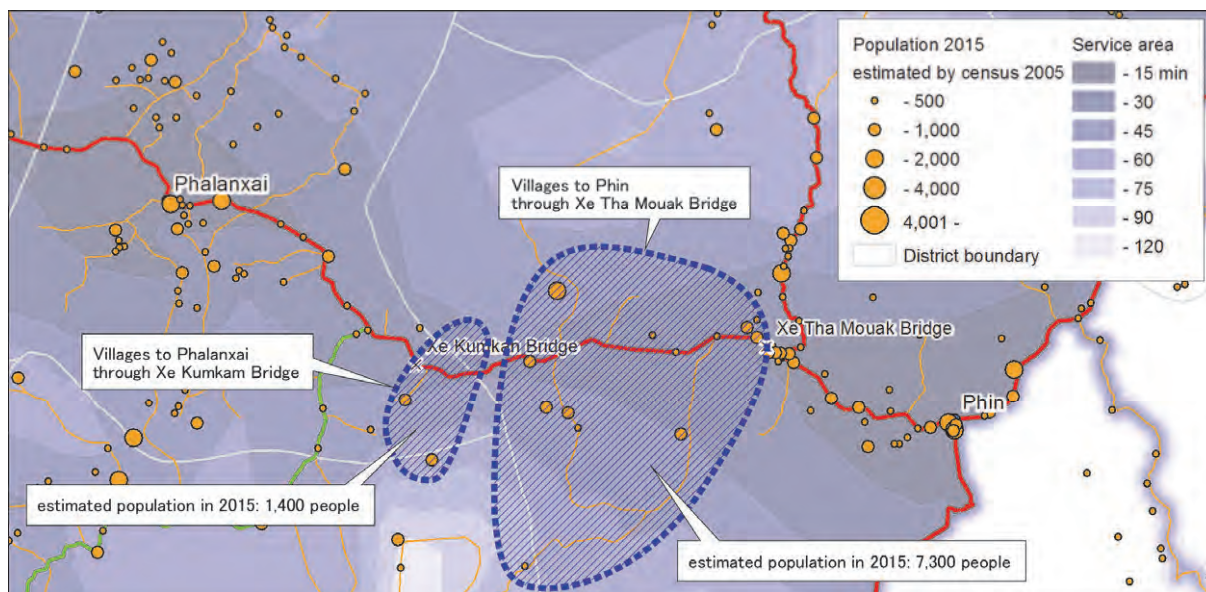 Population 2015
estimated by census 2005
- 500
- 1,000
- 2,000
- 4,000
4,001 -
District boundary
Service area
- 15 min
- 30
- 45
- 60
- 75
- 90
- 120
Phalanxai
Villages to Phin
through Xe Tha Mouak Bridge
Xe Tha Mouak Bridge
Xe Kumkan Bridge
Villages to Phalanxai
through Xe Kumkam Bridge
Phin
estimated population in 2015: 1,400 people
estimated population in 2015: 7,300 people